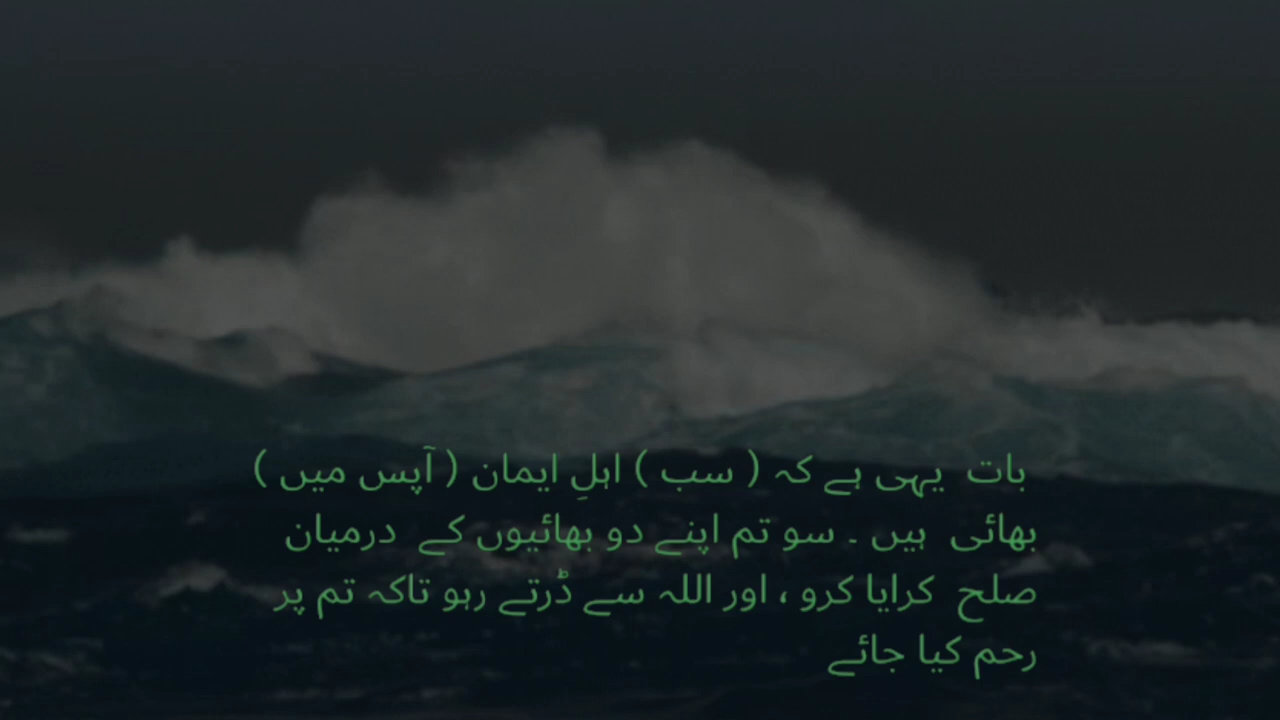 بات یہی ہے کہ ( سب ) اہلِ ایمان ( آپس میں )
بھائی ہیں ۔ سو تم اپنے دو بھائیوں کے درمیان
صلح کرایا کرو ، اور اللہ سے ڈرتے رہو تاکہ تم پر
رحم کیا جائے